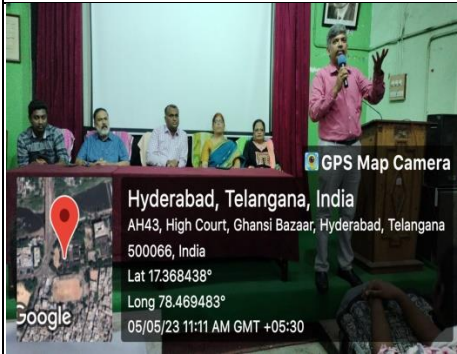 GPS Map Camera
Hyderabad, Telangana, India
AH43, High Court, Ghansi Bazaar, Hyderabad, Telangana
500066, India
Lat 17.368438°
Long 78.469483°
05/05/23 11:11 AM GMT +05:30
Google